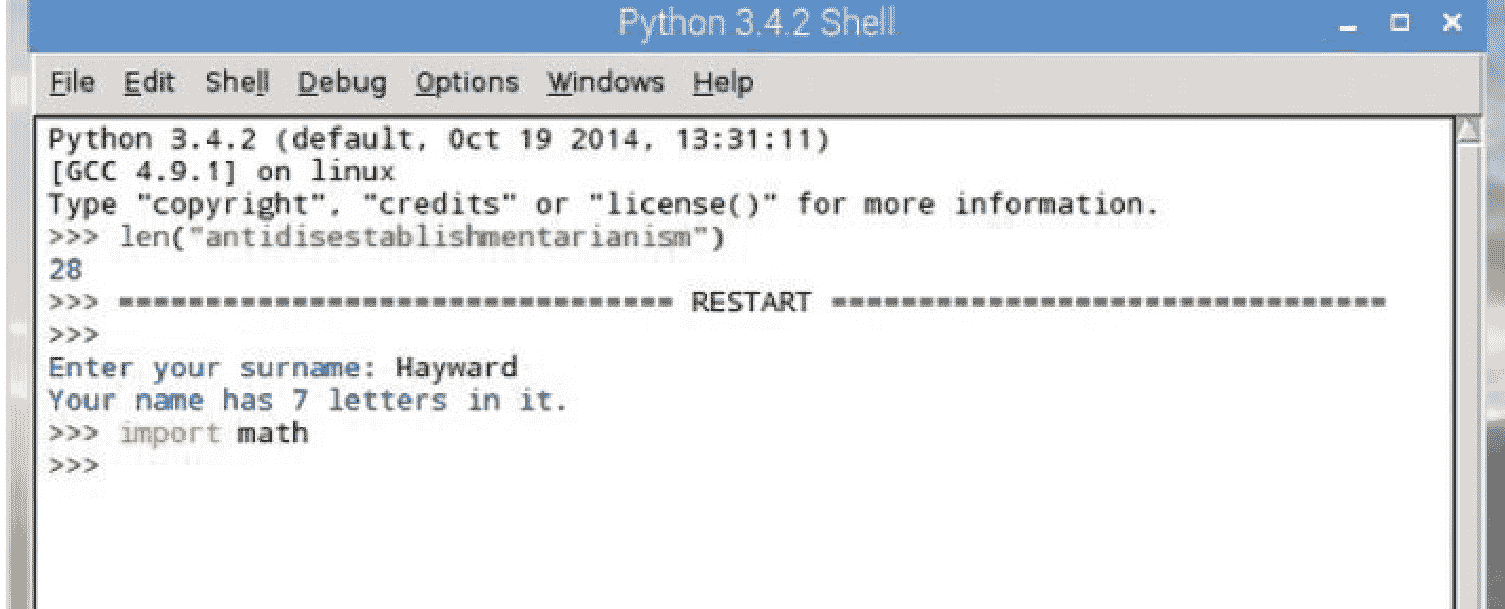 Python 3.4.2 Shell
File Edit Shell Debug Options Windows Help
Python 3.4.2 (default, Oct 19 2014, 13:31:11)
[GCC 4.9.1] on linux
Type "copyright", "credits" or "license()" for more information.
>>> len("antidisestablishmentarianism")
28
>>> ================================ RESTART ================================
>>>
Enter your surname: Hayward
Your name has 7 letters in it.
>>> import math
>>>